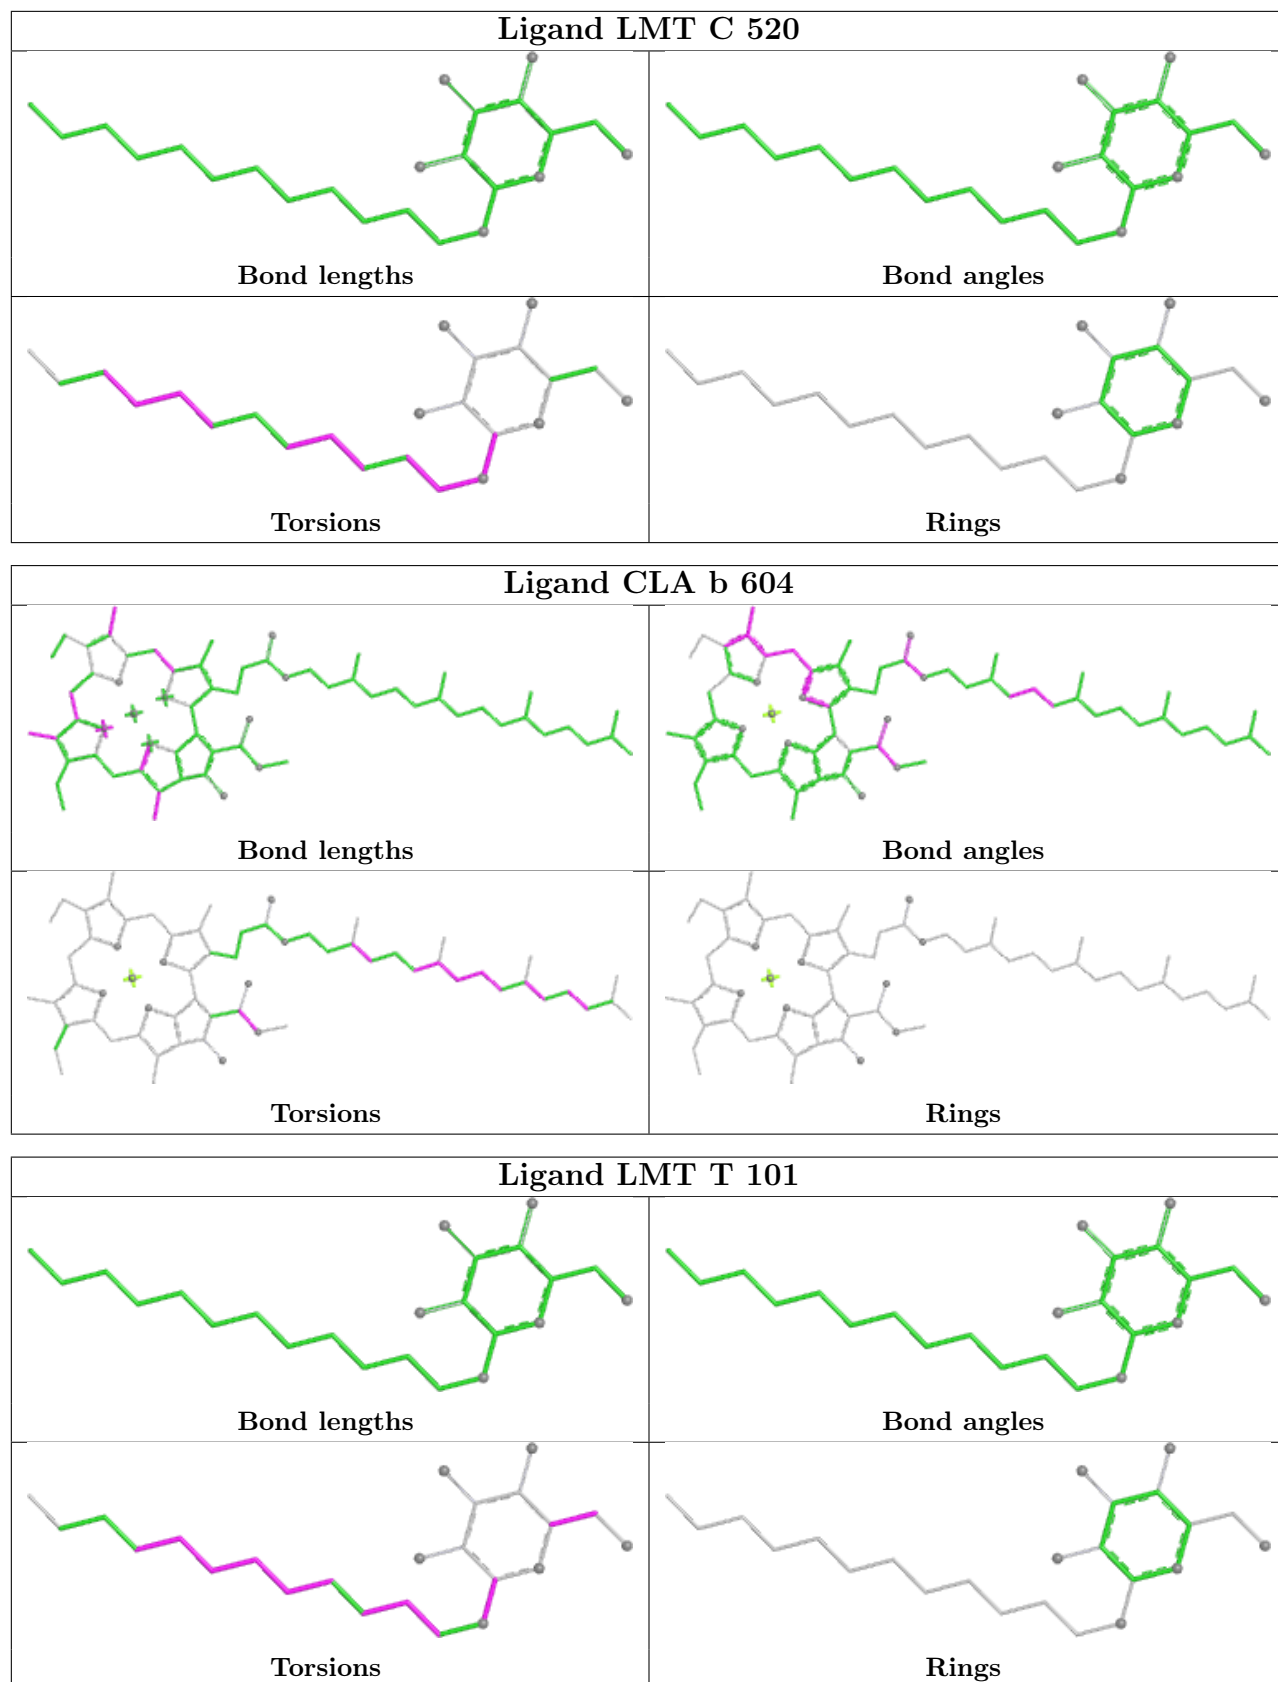 Ligand LMT C 520
Bond lengths
Bond angles
Torsions
Rings
Ligand CLA b 604
Bond lengths
Bond angles
Torsions
Rings
Ligand LMT T 101
Bond lengths
Bond angles
Torsions
Rings